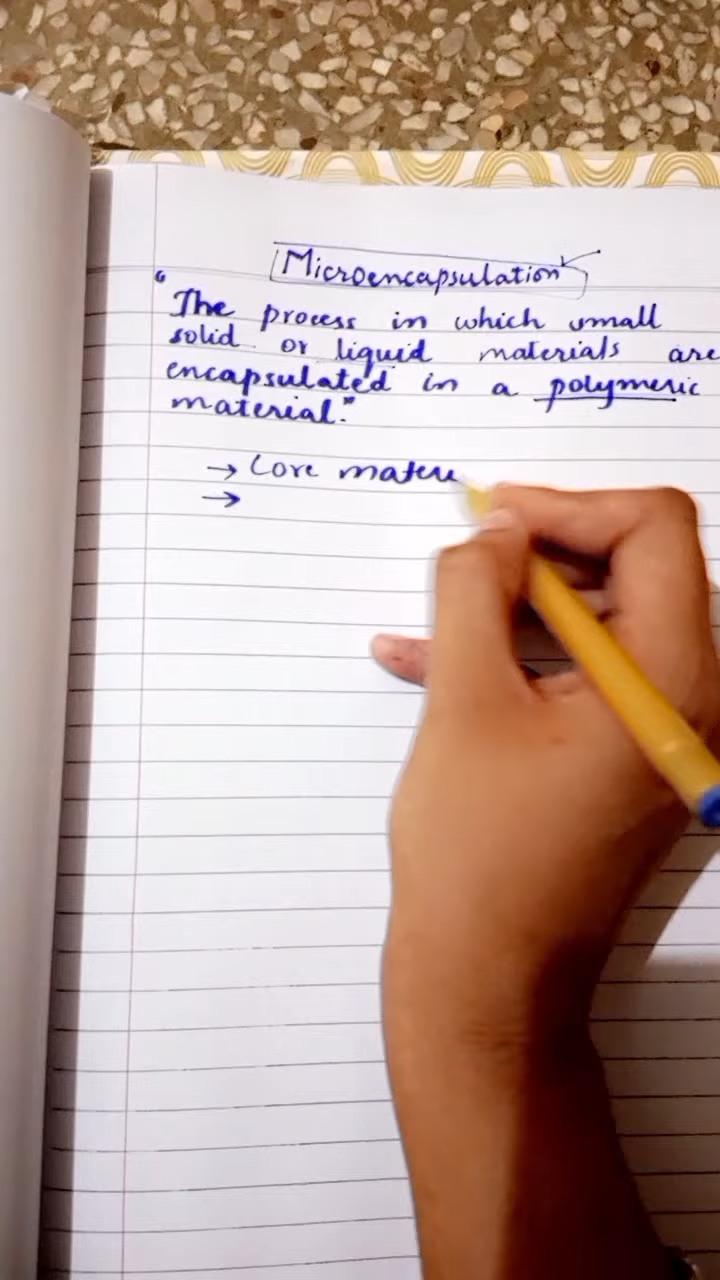 Microencapsulation
"The process in which small
solid or liquid materials are
encapsulated in a polymeric
material."
→ Core mater
→